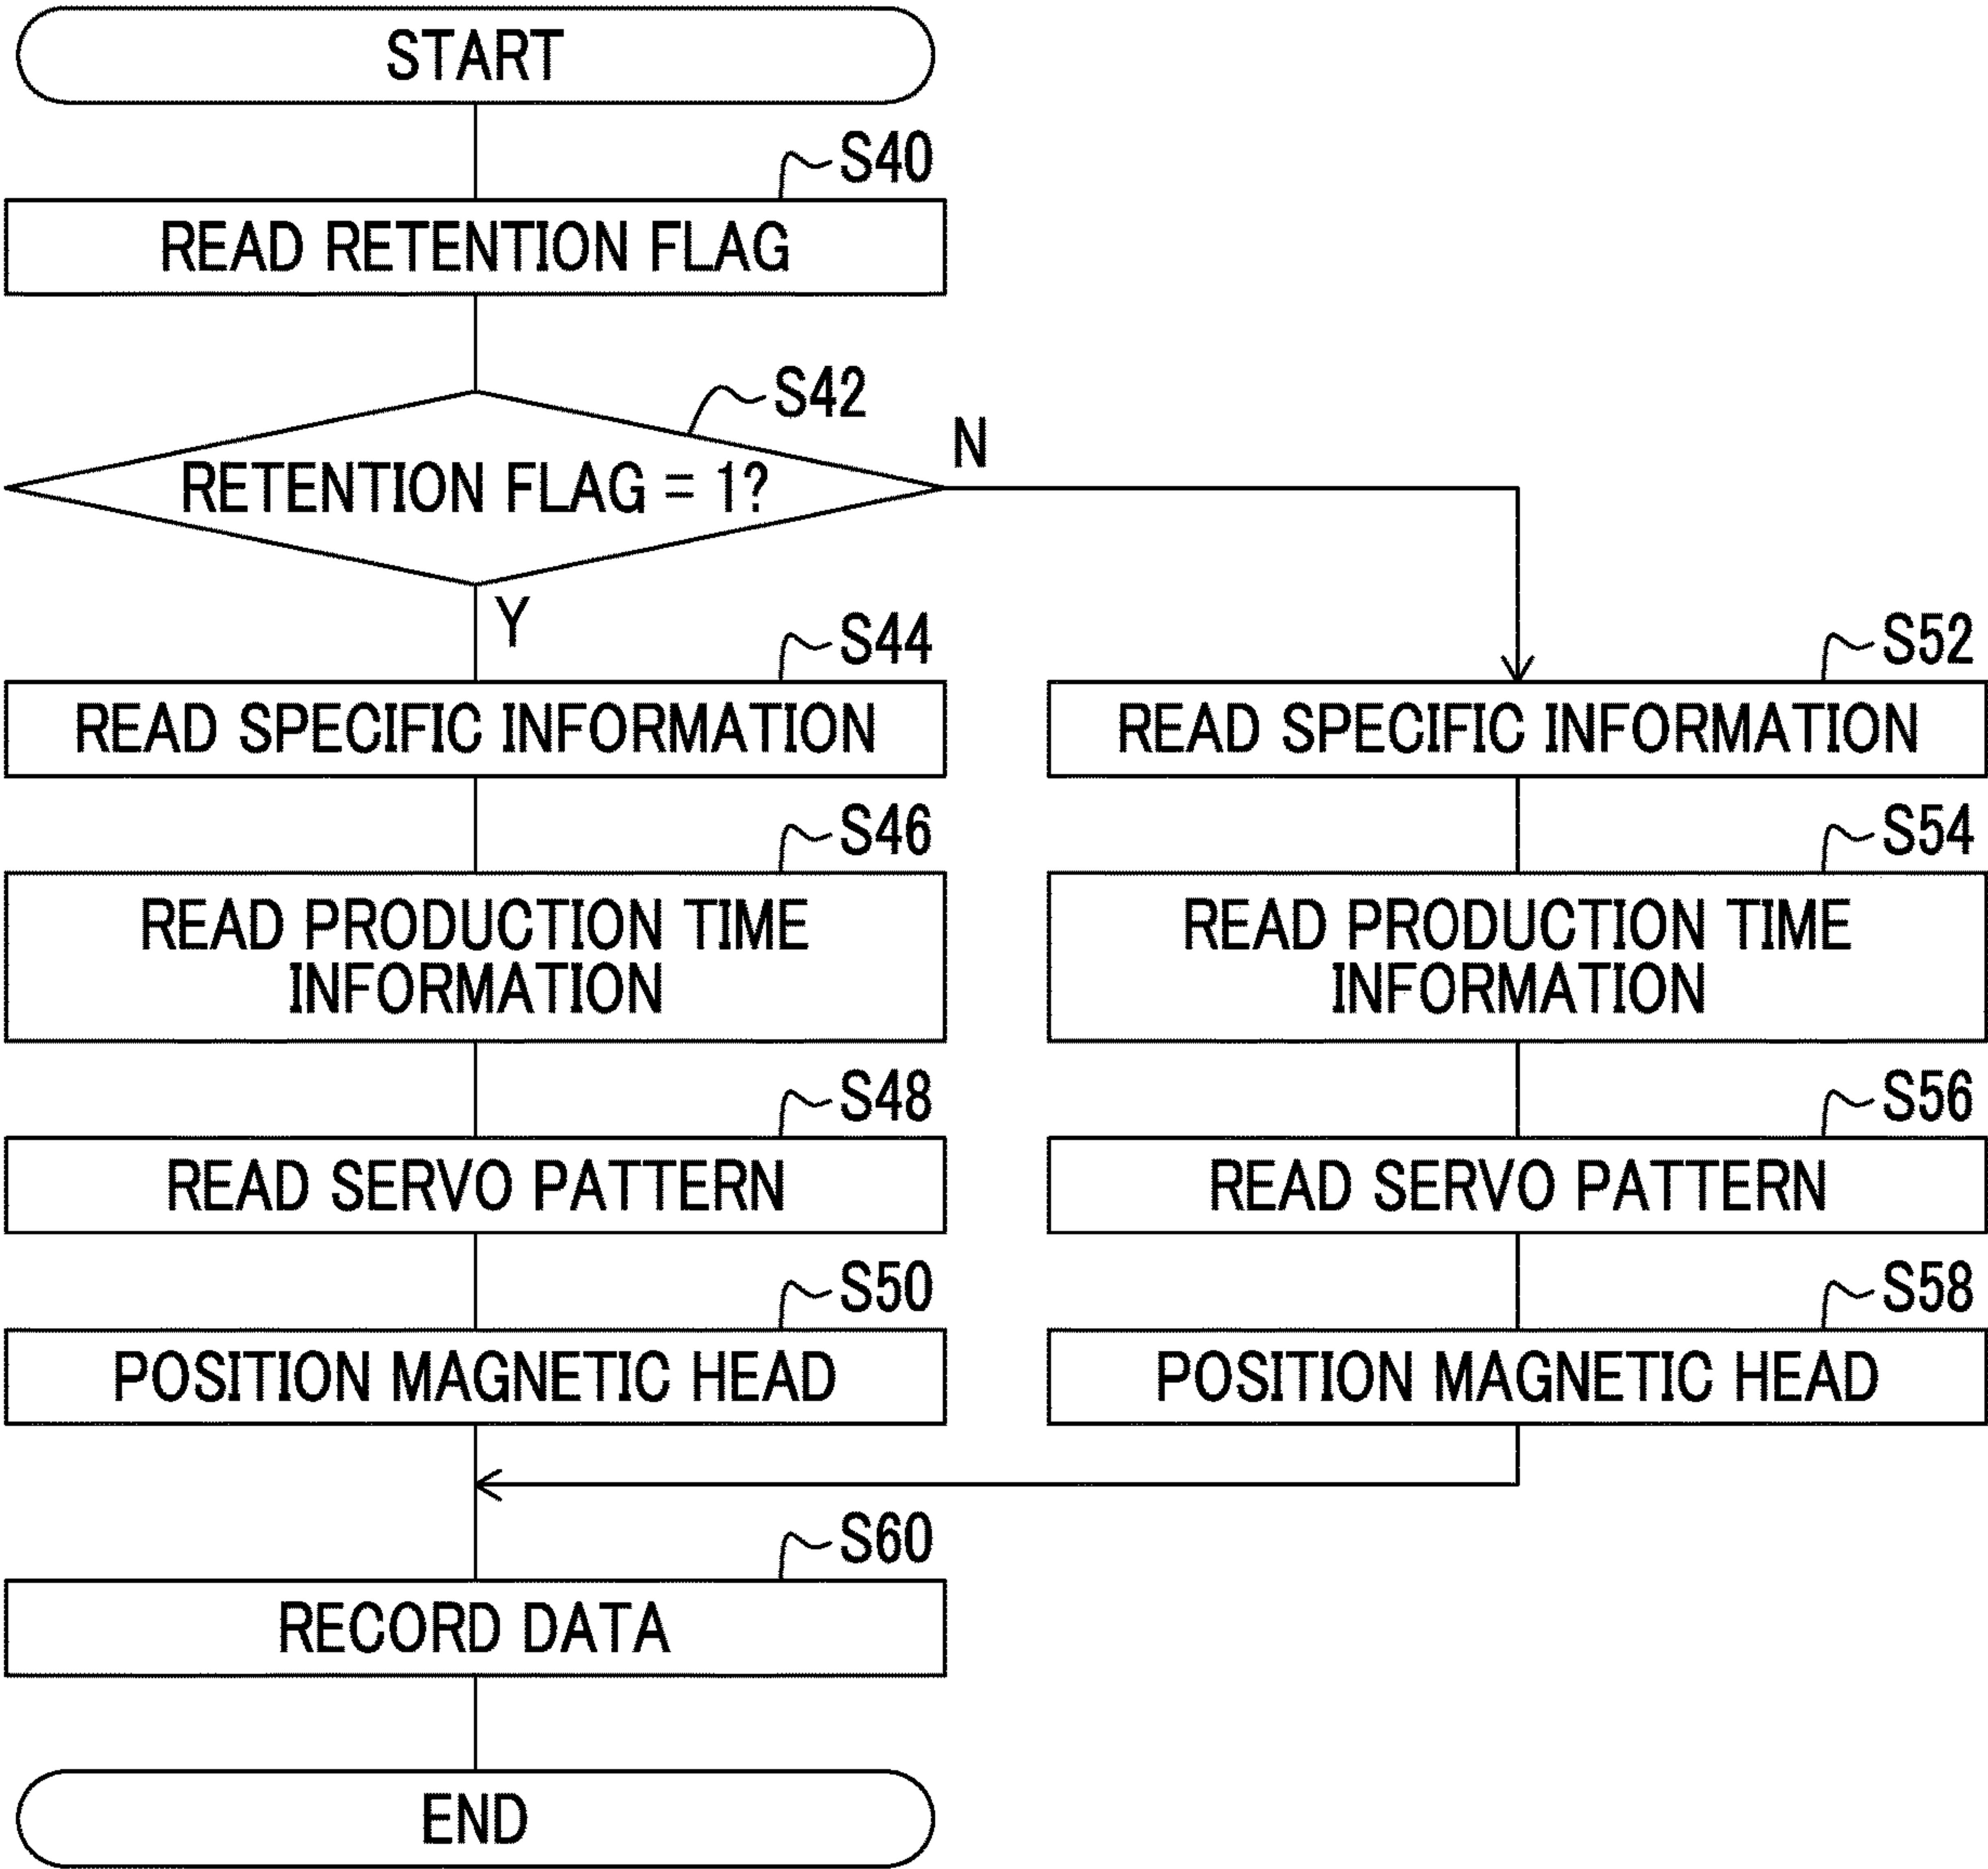 START
S40
READ RETENTION FLAG
S42
RETENTION FLAG = 1?
N
Y
S44
READ SPECIFIC INFORMATION
S46
READ PRODUCTION TIME
INFORMATION
S48
READ SERVO PATTERN
S50
POSITION MAGNETIC HEAD
S52
READ SPECIFIC INFORMATION
S54
READ PRODUCTION TIME
INFORMATION
S56
READ SERVO PATTERN
S58
POSITION MAGNETIC HEAD
S60
RECORD DATA
END